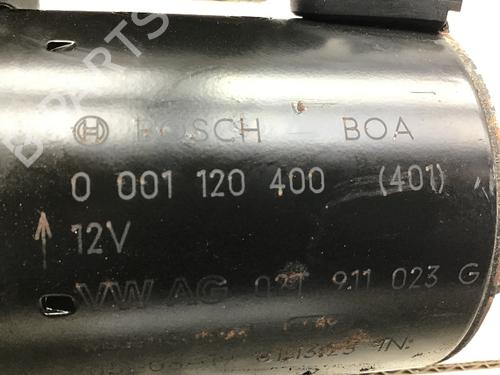 BOSCH BOA
0 001 120 400 (401)
12V
VW AG 021 911 023 G